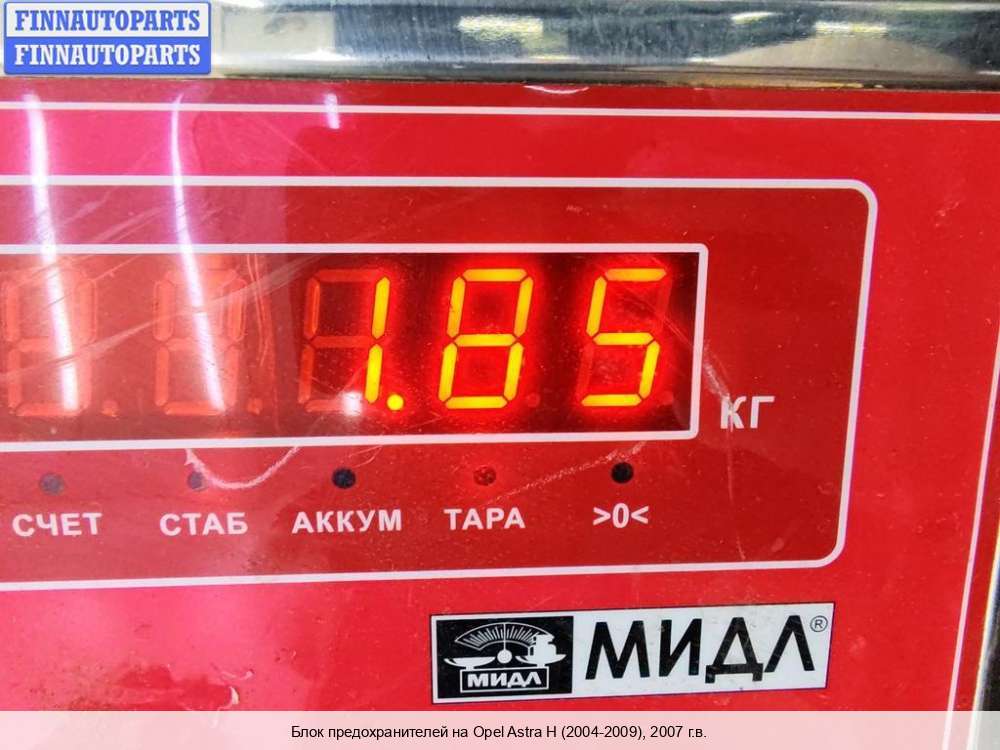 FINNAUTOPARTS
FINNAUTOPARTS
1.85
КГ
СЧЕТ СТАБ АККУМ ТАРА >0<
МИДЛ МИДЛ®
Блок предохранителей на Opel Astra H (2004-2009), 2007 г.в.